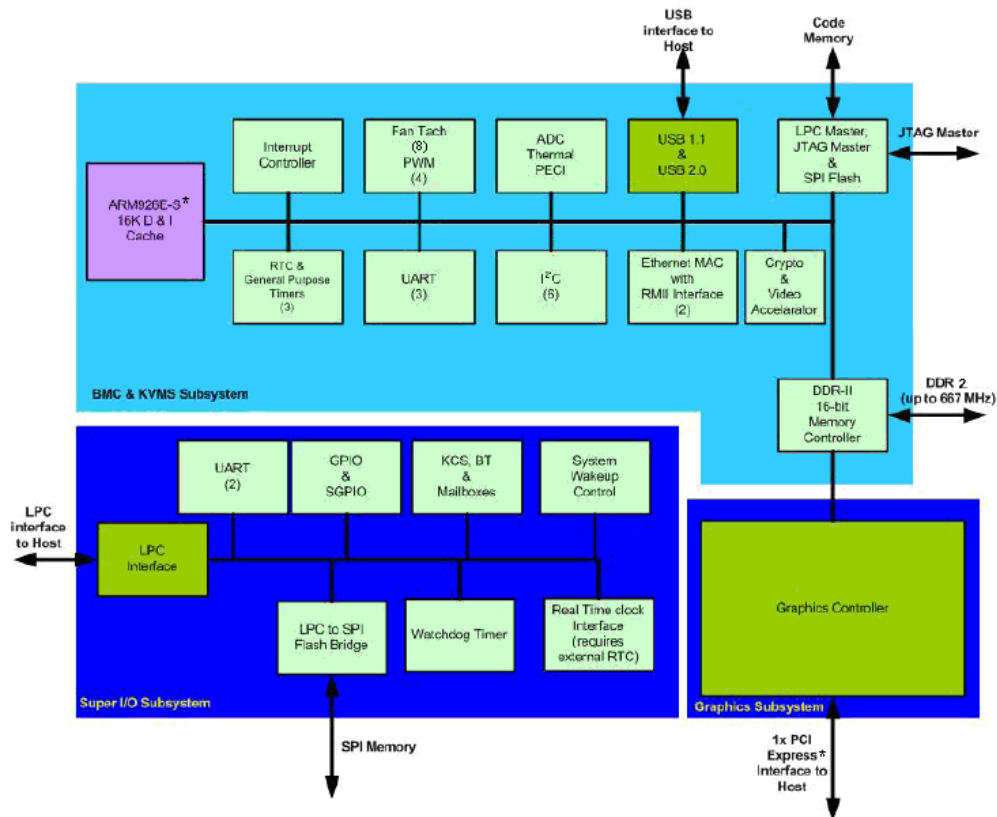 USB
interface to
Host
Code
Memory
Interrupt
Controller
Fan Tach
(8)
PWM
(4)
ADC
Thermal
PECI
USB 1.1
&
USB 2.0
LPC Master,
JTAG Master
&
SPI Flash
JTAG Master
ARM926E-S*
16K D & I
Cache
RTC &
General Purpose
Timers
(3)
UART
(3)
I²C
(6)
Ethernet MAC
with
RMII Interface
(2)
Crypto
&
Video
Accelarator
BMC & KVMS Subsystem
DDR-II
16-bit
Memory
Controller
DDR 2
(up to 667 MHz)
UART
(2)
GPIO
&
SGPIO
KCS, BT
&
Mailboxes
System
Wakeup
Control
LPC
interface
to Host
LPC
Interface
LPC to SPI
Flash Bridge
Watchdog Timer
Real Time clock
Interface
(requires
external RTC)
Super I/O Subsystem
SPI Memory
Graphics Controller
Graphics Subsystem
1x PCI
Express*
Interface to
Host